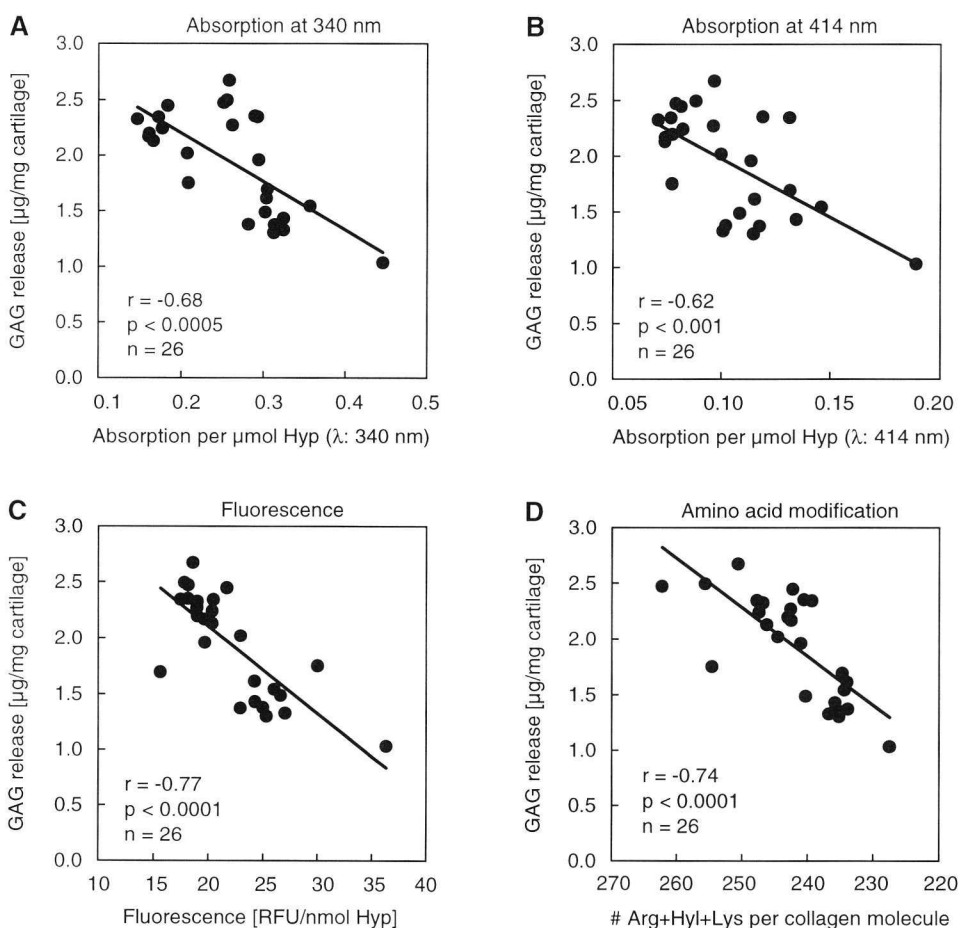 A
Absorption at 340 nm
GAG release [µg/mg cartilage]
3.0
2.5
2.0
1.5
1.0
0.5
0.0
r = -0.68
p < 0.0005
n = 26
0.1 0.2 0.3 0.4 0.5
Absorption per µmol Hyp (λ: 340 nm)
B
Absorption at 414 nm
GAG release [µg/mg cartilage]
3.0
2.5
2.0
1.5
1.0
0.5
0.0
r = -0.62
p < 0.001
n = 26
0.05 0.10 0.15 0.20
Absorption per µmol Hyp (λ: 414 nm)
C
Fluorescence
GAG release [µg/mg cartilage]
3.0
2.5
2.0
1.5
1.0
0.5
0.0
r = -0.77
p < 0.0001
n = 26
10 15 20 25 30 35 40
Fluorescence [RFU/nmol Hyp]
D
Amino acid modification
GAG release [µg/mg cartilage]
3.0
2.5
2.0
1.5
1.0
0.5
0.0
r = -0.74
p < 0.0001
n = 26
270 260 250 240 230 220
# Arg+Hyl+Lys per collagen molecule